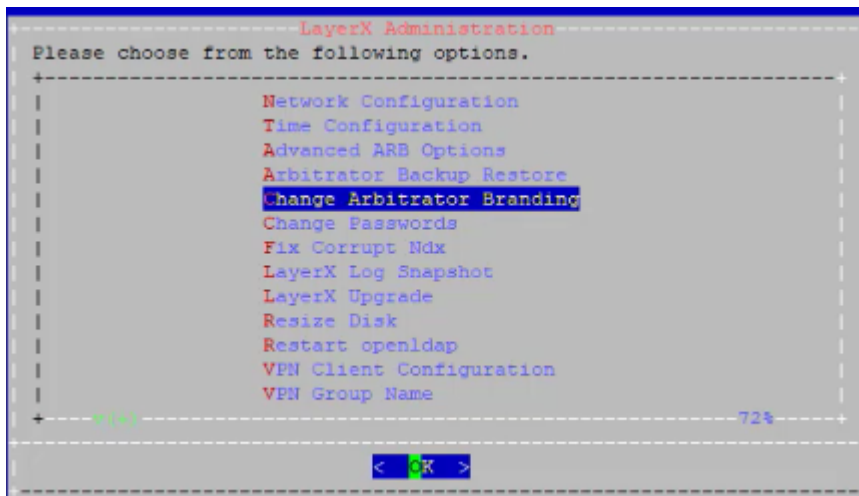 LayerX Administration
Please choose from the following options.
Network Configuration
Time Configuration
Advanced ARB Options
Arbitrator Backup Restore
Change Arbitrator Branding
Change Passwords
Fix Corrupt Ndx
LayerX Log Snapshot
LayerX Upgrade
Resize Disk
Restart openldap
VPN Client Configuration
VPN Group Name
72%
< OK >